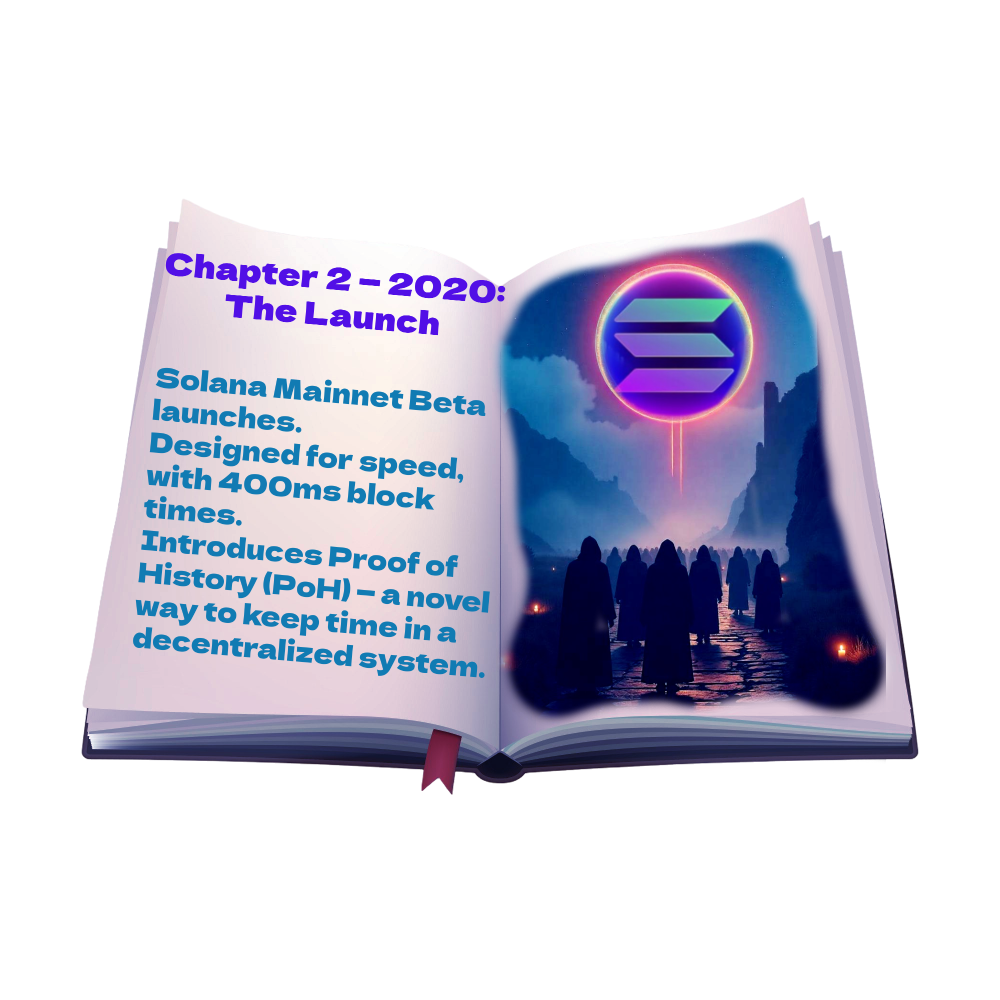 Chapter 2 – 2020:
The Launch
Solana Mainnet Beta
launches.
Designed for speed,
with 400ms block
times.
Introduces Proof of
History (PoH) – a novel
way to keep time in a
decentralized system.